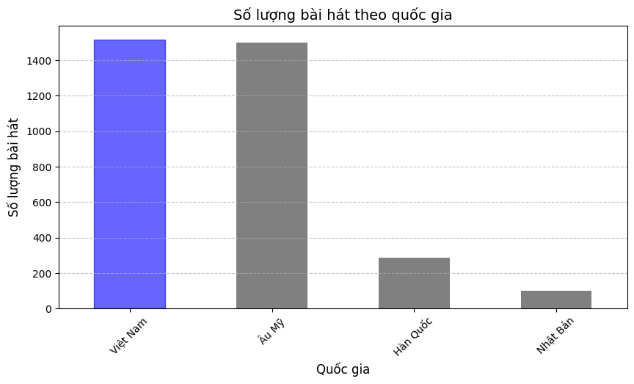 Số lượng bài hát theo quốc gia
Số lượng bài hát
1400
1200
1000
800
600
400
200
0
Việt Nam
Âu Mỹ
Hàn Quốc
Nhật Bản
Quốc gia